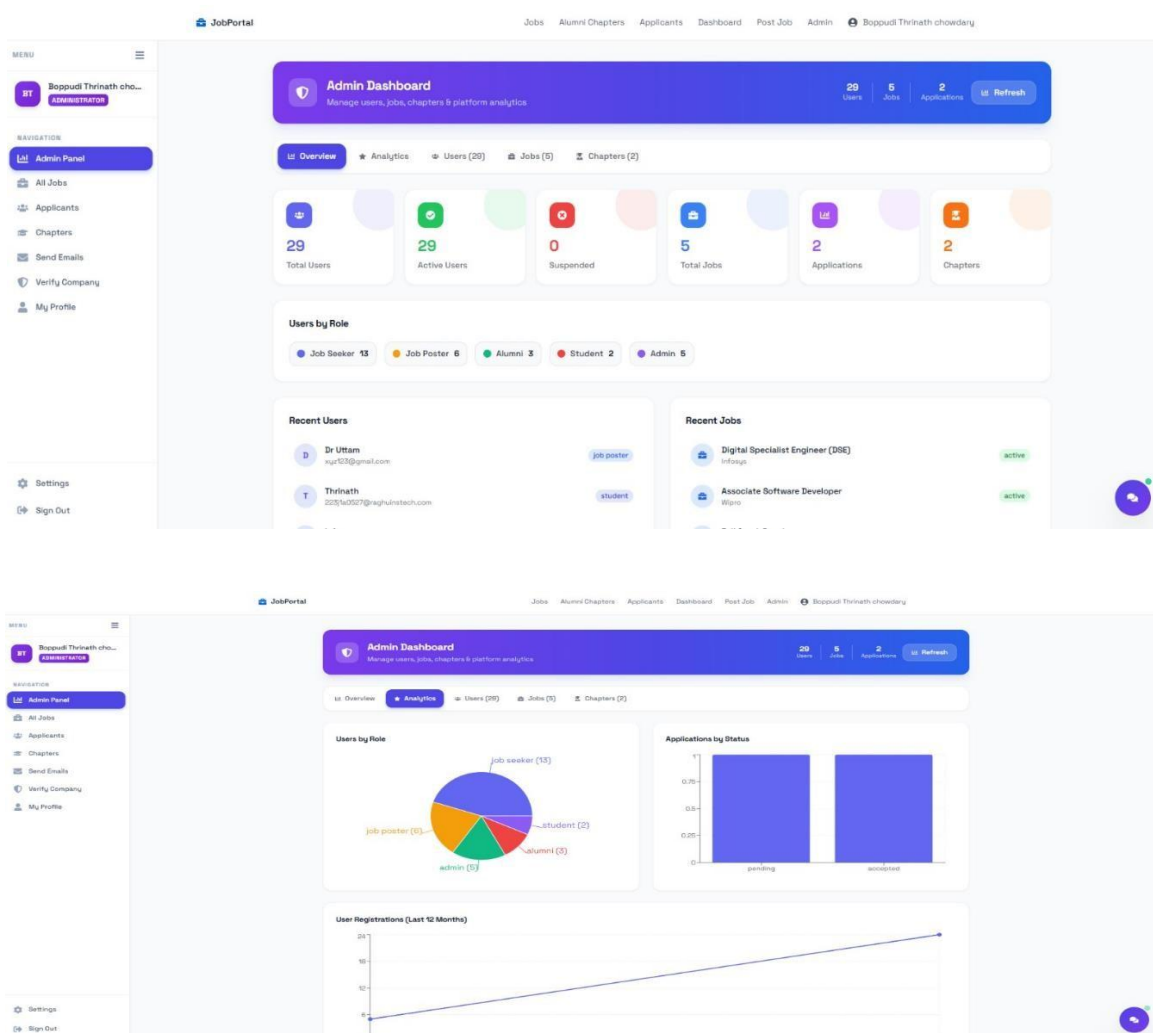 JobPortal
Jobs Alumni Chapters Applicants Dashboard Post Job Admin Boppudi Thrinath chowdary
MENU
BT
Boppudi Thrinath cho...
ADMINISTRATOR
NAVIGATION
Admin Panel
All Jobs
Applicants
Chapters
Send Emails
Verify Company
My Profile
Settings
Sign Out
Admin Dashboard
Manage users, jobs, chapters & platform analytics
29 5 2
Users Jobs Applications
Refresh
Overview Analytics Users (29) Jobs (5) Chapters (2)
29 29 0 5 2 2
Total Users Active Users Suspended Total Jobs Applications Chapters
Users by Role
Job Seeker 13 Job Poster 6 Alumni 3 Student 2 Admin 5
Recent Users
D
Dr Uttam
xyz123@gmail.com
job poster
T
Thrinath
student
Recent Jobs
Digital Specialist Engineer (DSE)
Infosys
active
Associate Software Developer
Wipro
active
JobPortal
Jobs Alumni Chapters Applicants Dashboard Post Job Admin Boppudi Thrinath chowdary
MENU
BT
Boppudi Thrinath cho...
ADMINISTRATOR
NAVIGATION
Admin Panel
All Jobs
Applicants
Chapters
Send Emails
Verify Company
My Profile
Settings
Sign Out
Admin Dashboard
Manage users, jobs, chapters & platform analytics
29 5 2
Users Jobs Applications
Refresh
Overview Analytics Users (29) Jobs (5) Chapters (2)
Users by Role
job seeker (13)
job poster
student (2)
alumni (3)
admin (5)
Applications by Status
1
0.75
0.5
0.25
0
pending accepted
User Registrations (Last 12 Months)
24
18
12
6